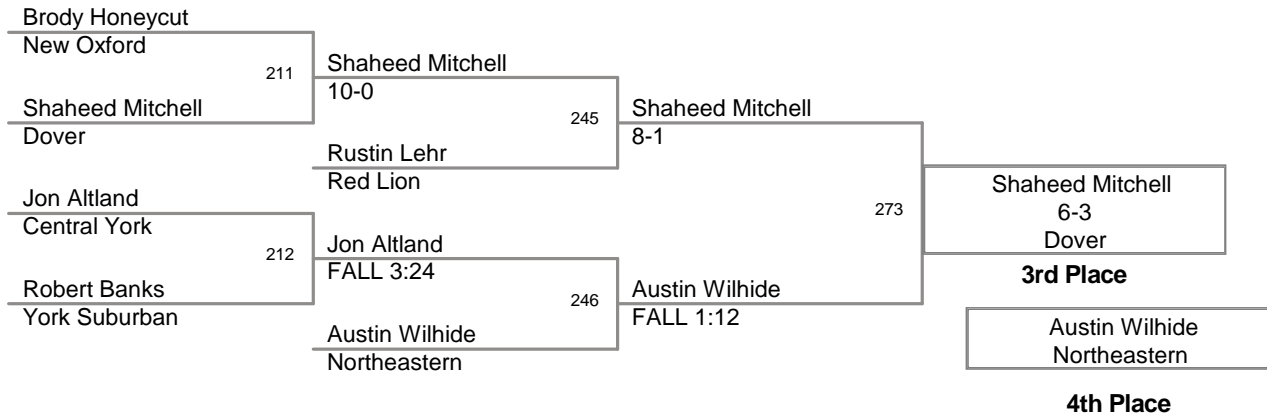 Brody Honeycut
New Oxford
211
Shaheed Mitchell
Dover
Shaheed Mitchell
10-0
245
Rustin Lehr
Red Lion
Jon Altland
Central York
212
Robert Banks
York Suburban
Jon Altland
FALL 3:24
246
Austin Wilhide
Northeastern
Shaheed Mitchell
8-1
273
Austin Wilhide
FALL 1:12
Shaheed Mitchell
6-3
Dover
3rd Place
Austin Wilhide
Northeastern
4th Place